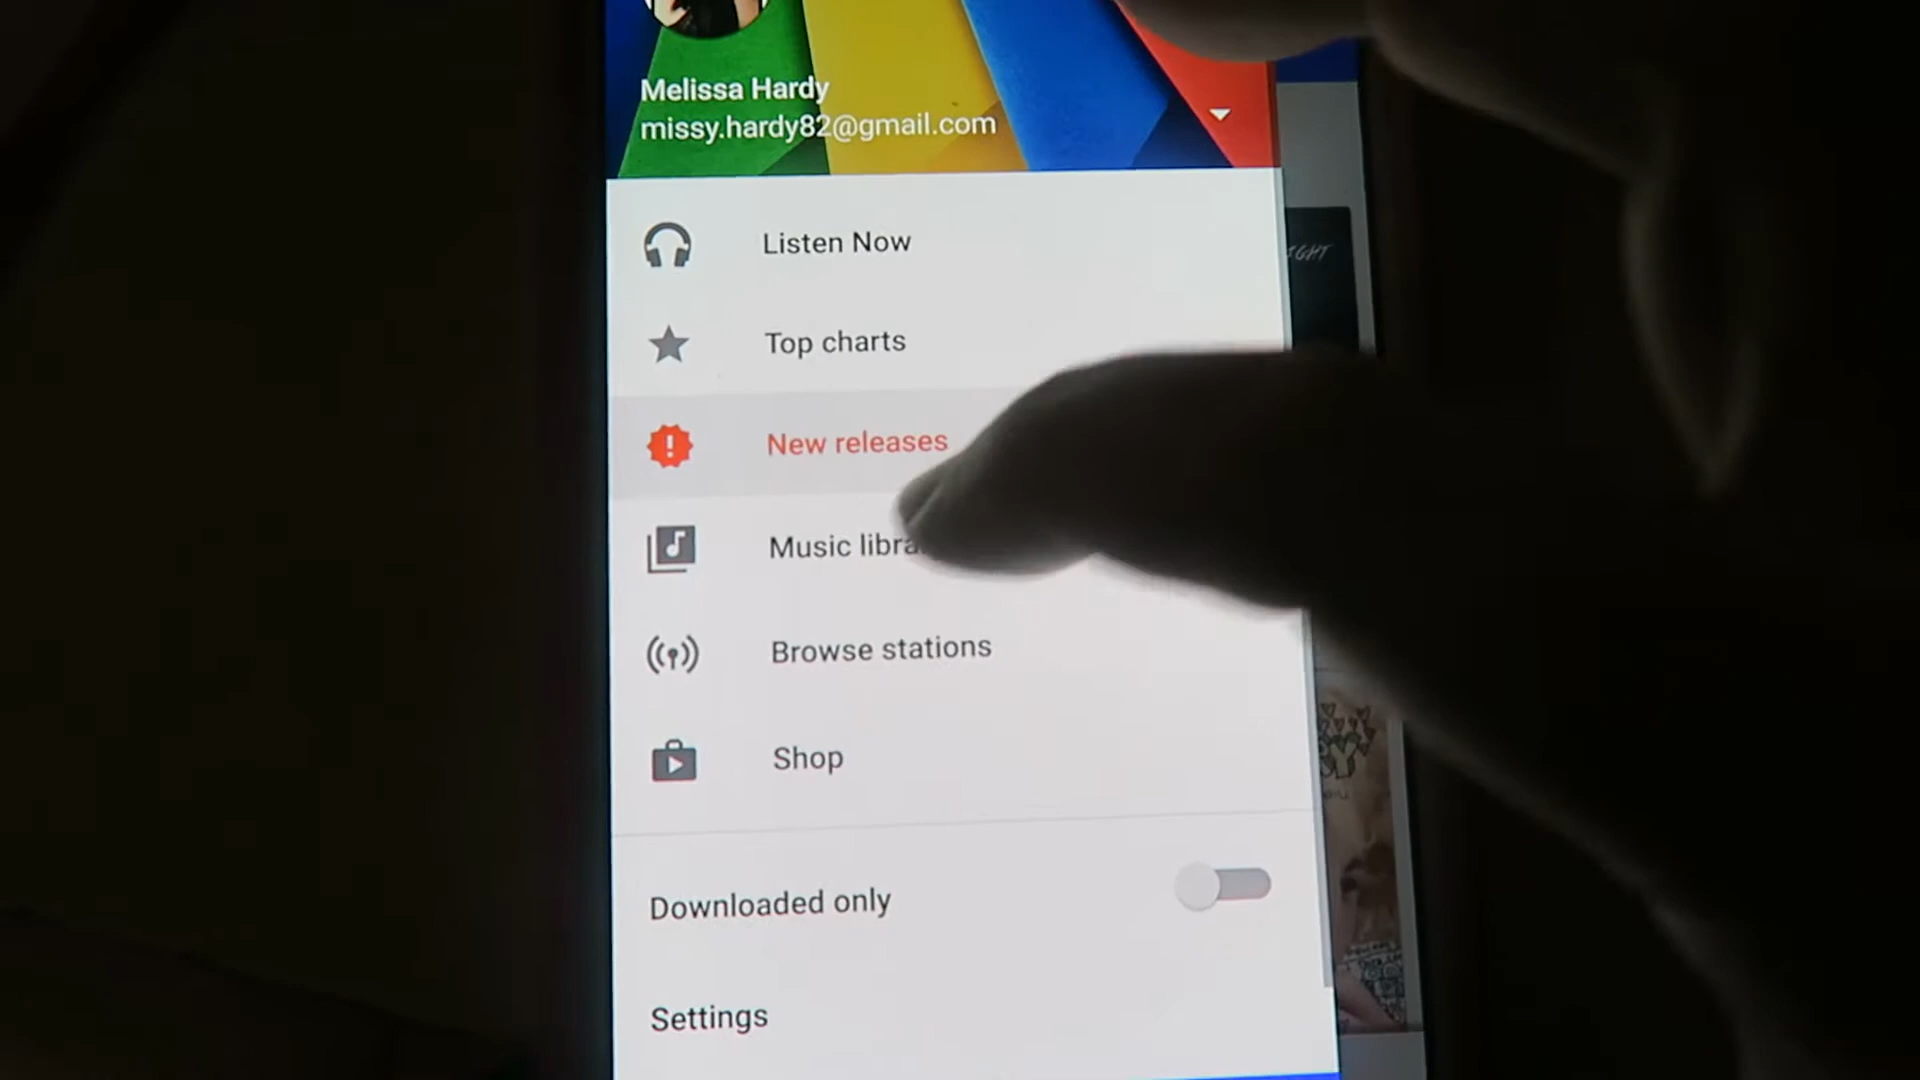 Melissa Hardy
missy.hardy82@gmail.com
Listen Now
Top charts
New releases
Music libra
Browse stations
Shop
Downloaded only
Settings